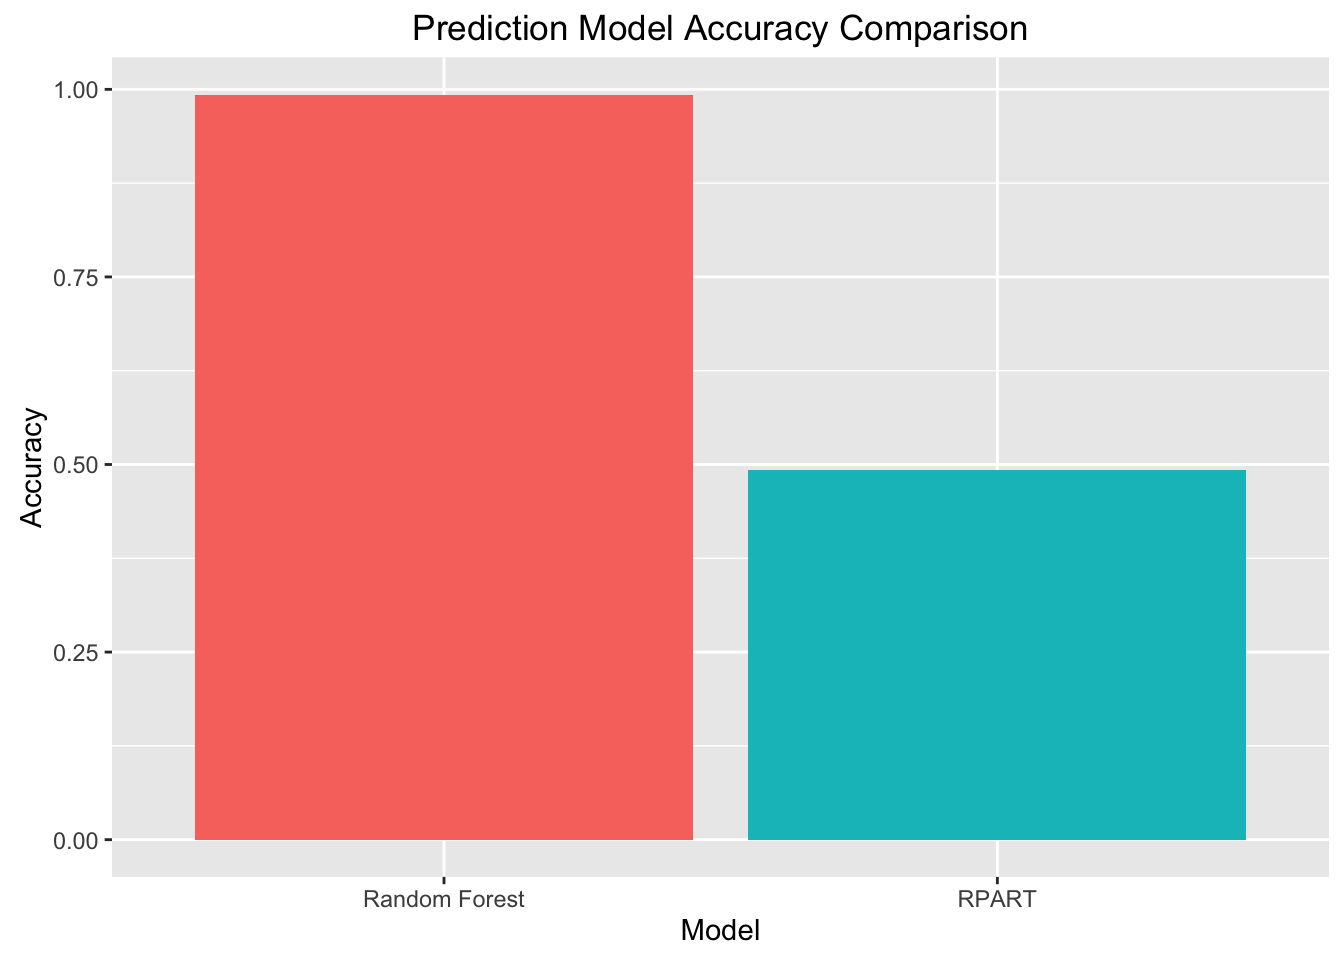 Prediction Model Accuracy Comparison
1.00
0.75
0.50
0.25
0.00
Accuracy
Random Forest
RPART
Model